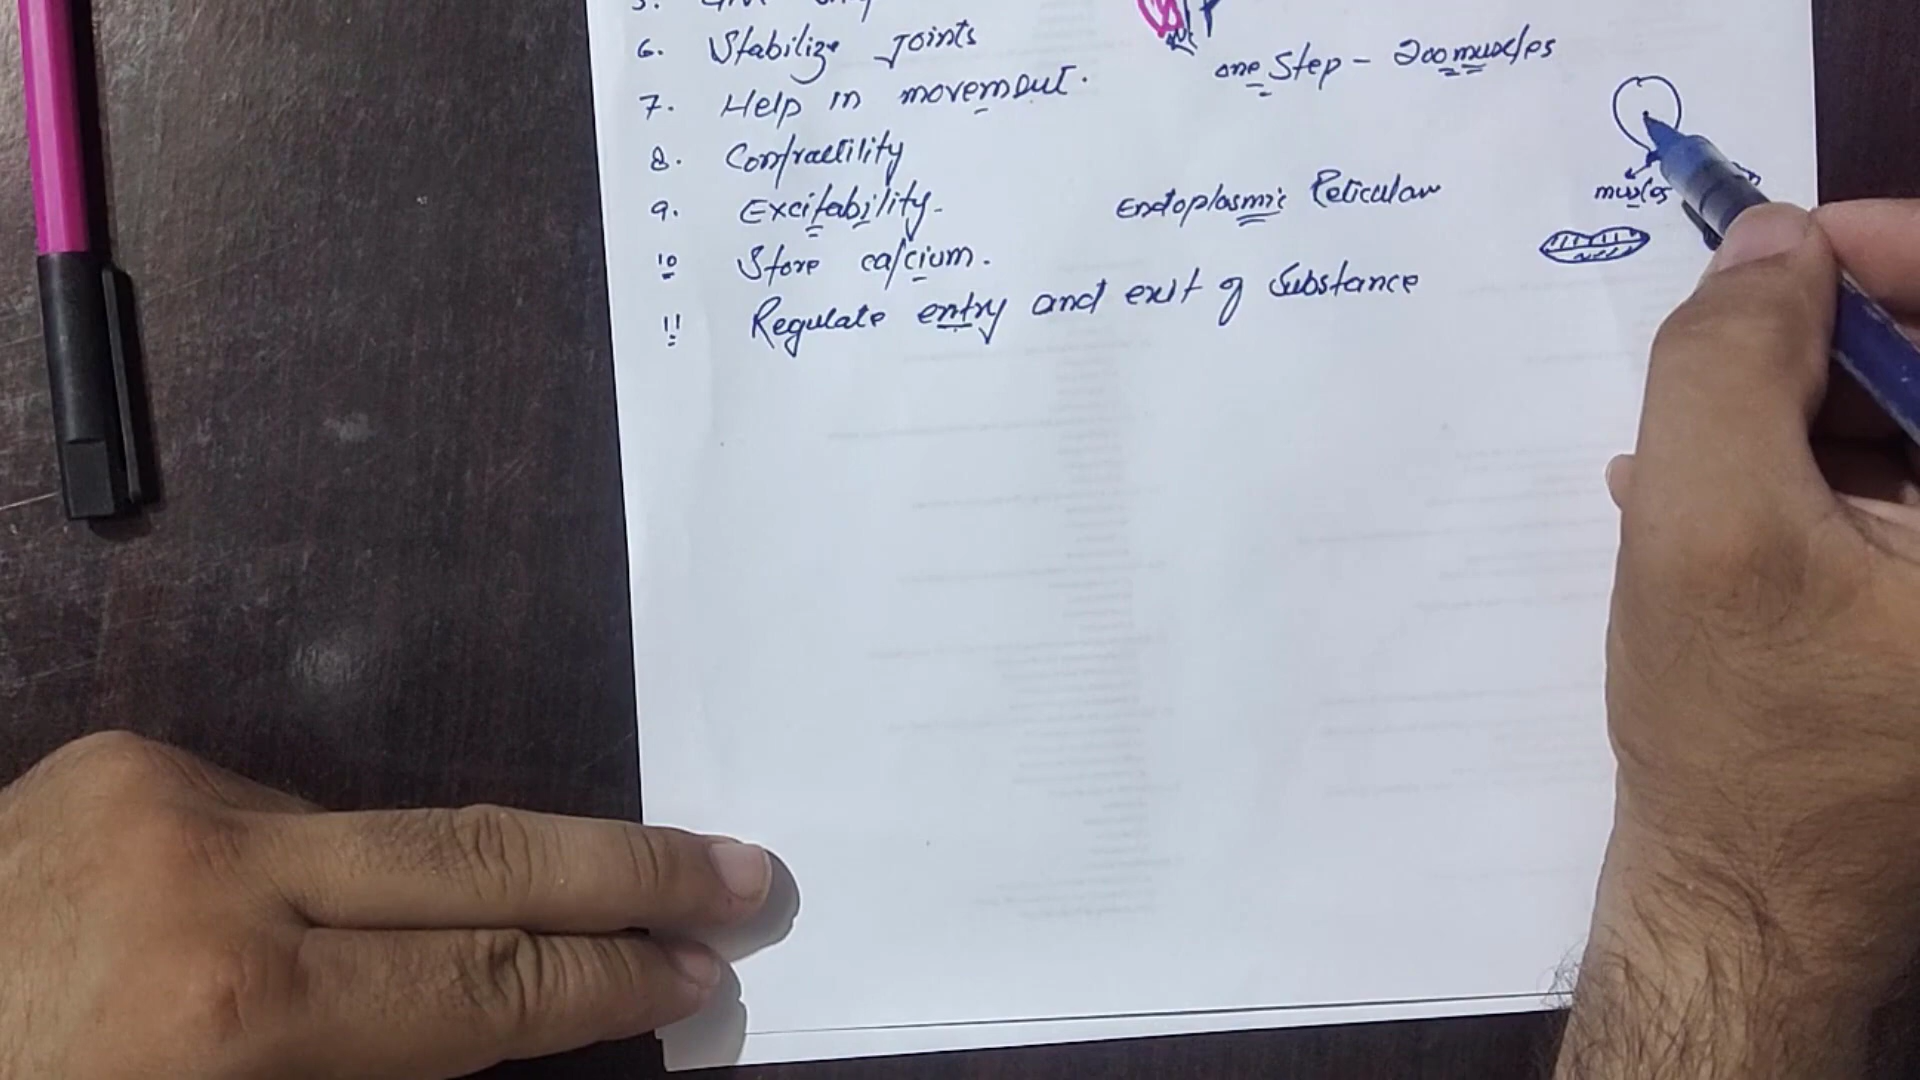 6. Stabilize Joints
one Step - 200 muscles
7. Help in movement.
8. Contractility
muscles
9. Excitability.
Endoplasmic Reticulam
10 Store calcium.
11 Regulate entry and exit of Substance